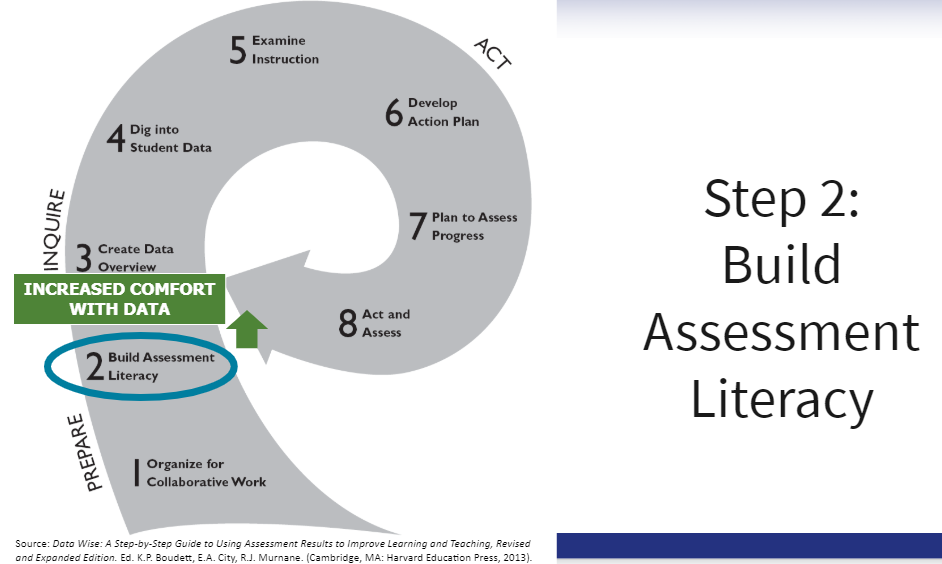 5 Examine
Instruction
ACT
6 Develop
Action Plan
4 Dig into
Student Data
INQUIRE
7 Plan to Assess
Progress
3 Create Data
Overview
INCREASED COMFORT
WITH DATA
8 Act and
Assess
2 Build Assessment
Literacy
PREPARE
1 Organize for
Collaborative Work
Source: Data Wise: A Step-by-Step Guide to Using Assessment Results to Improve Learning and Teaching, Revised
and Expanded Edition. Ed. K.P. Boudett, E.A. City, R.J. Murnane. (Cambridge, MA: Harvard Education Press, 2013).
Step 2:
Build
Assessment
Literacy